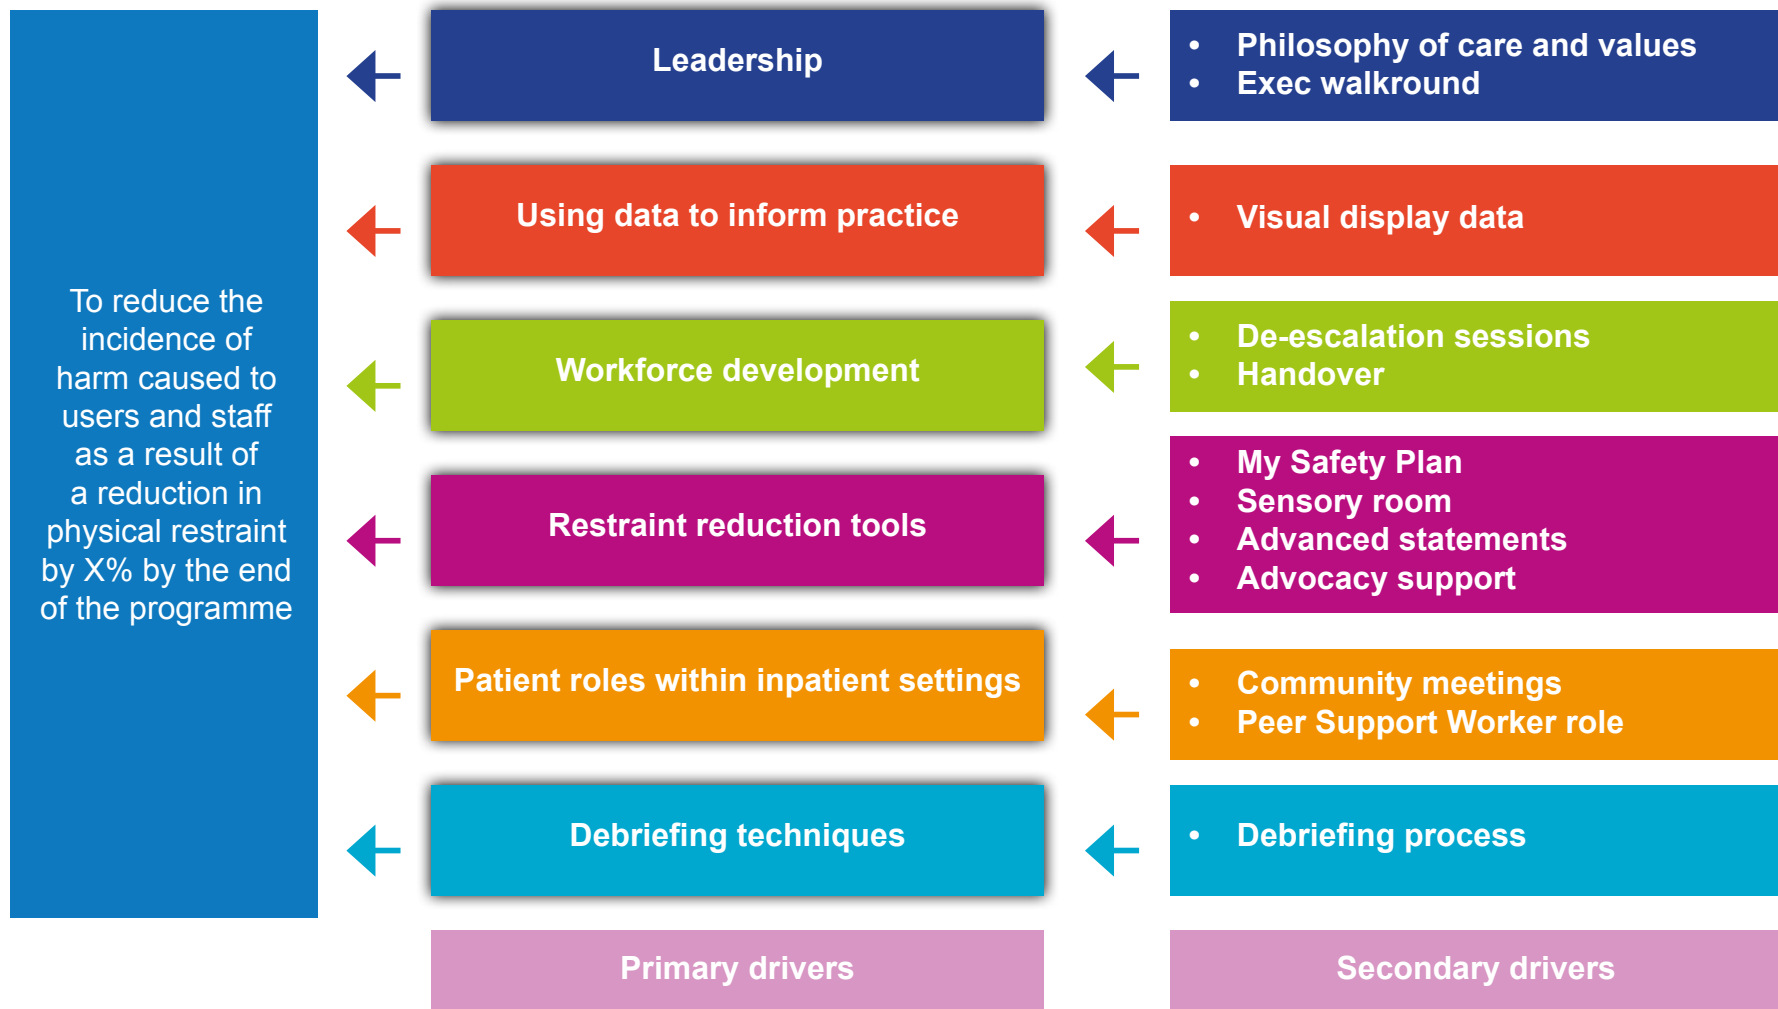 To reduce the
incidence of
harm caused to
users and staff
as a result of
a reduction in
physical restraint
by X% by the end
of the programme
Leadership
• Philosophy of care and values
• Exec walkround
Using data to inform practice
• Visual display data
Workforce development
• De-escalation sessions
• Handover
Restraint reduction tools
• My Safety Plan
• Sensory room
• Advanced statements
• Advocacy support
Patient roles within inpatient settings
• Community meetings
• Peer Support Worker role
Debriefing techniques
• Debriefing process
Primary drivers
Secondary drivers